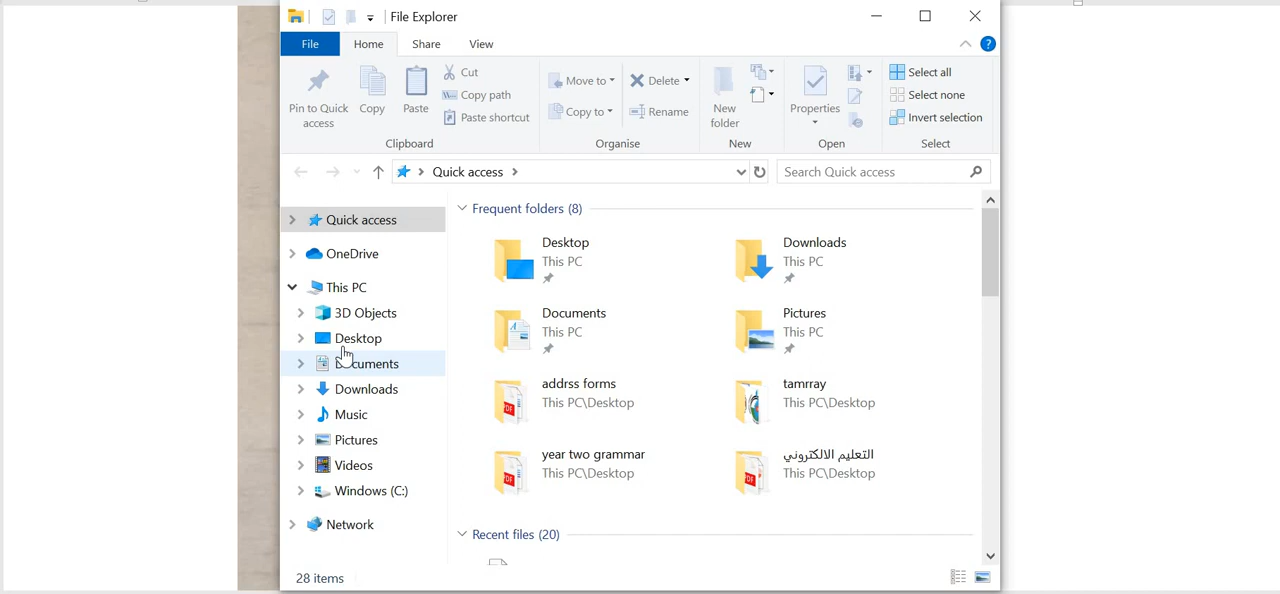 File Explorer
File Home Share View
Pin to Quick access
Copy
Paste
Cut
Copy path
Paste shortcut
Clipboard
Move to
Copy to
Delete
Rename
Organise
New folder
New
Properties
Open
Select all
Select none
Invert selection
Select
Quick access
Search Quick access
Quick access
OneDrive
This PC
3D Objects
Desktop
Documents
Downloads
Music
Pictures
Videos
Windows (C:)
Network
Frequent folders (8)
Desktop
This PC
Downloads
This PC
Documents
This PC
Pictures
This PC
addrss forms
This PC\Desktop
tamrray
This PC\Desktop
year two grammar
This PC\Desktop
التعليم الالكتروني
This PC\Desktop
Recent files (20)
28 items